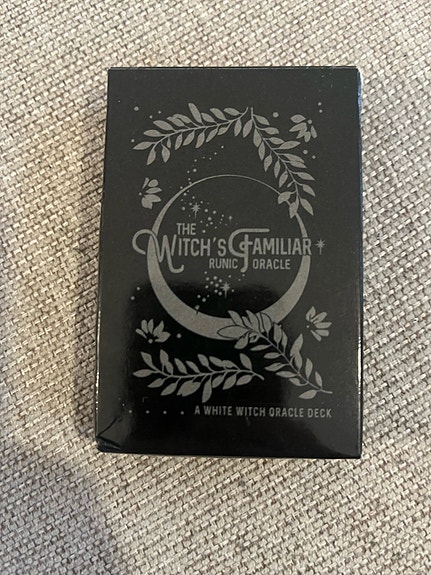 THE
WITCH'S FAMILIAR
RUNIC ORACLE
A WHITE WITCH ORACLE DECK